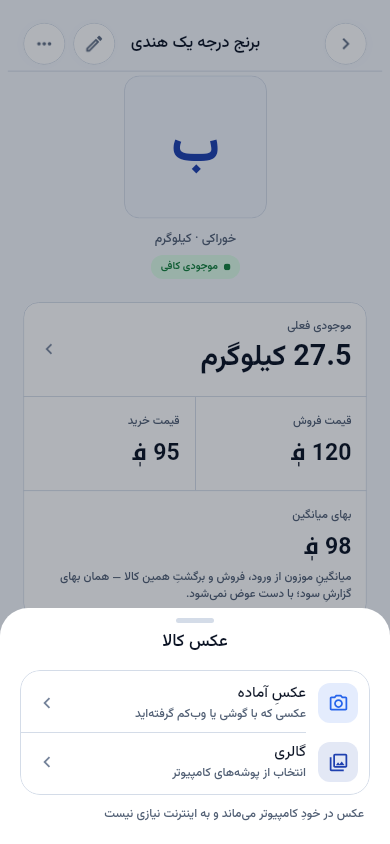 برنج درجه یک هندی
ب
خوراکی · کیلوگرم
موجودی کافی
موجودی فعلی
27.5 کیلوگرم
قیمت فروش
120 ؋
قیمت خرید
95 ؋
بهای میانگین
98 ؋
میانگینِ موزون از ورود، فروش و برگشتِ همین کالا — همان بهای
گزارشِ سود؛ با دست عوض نمی‌شود.
عکس کالا
عکسِ آماده
عکسی که با گوشی یا وب‌کم گرفته‌اید
گالری
انتخاب از پوشه‌های کامپیوتر
عکس در خودِ کامپیوتر می‌ماند و به اینترنت نیازی نیست